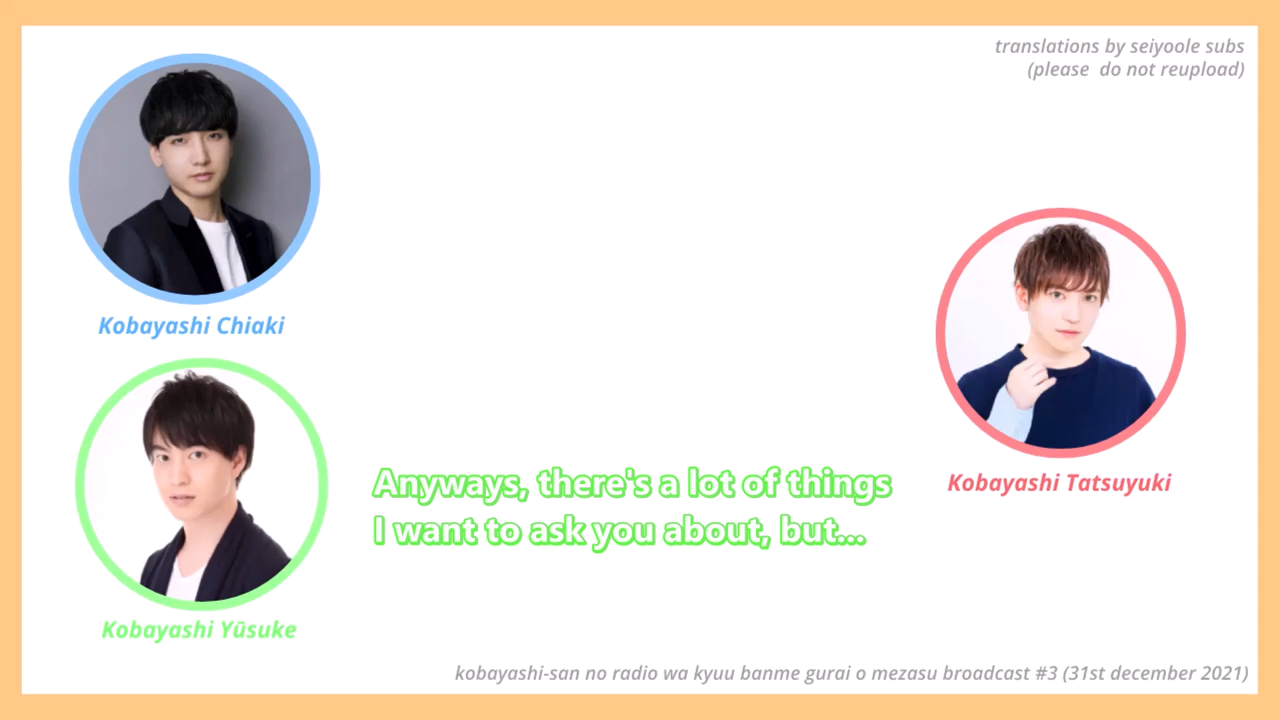 translations by seiyoole subs
(please do not reupload)
Kobayashi Chiaki
Kobayashi Tatsuyuki
Anyways, there's a lot of things
I want to ask you about, but...
Kobayashi Yūsuke
kobayashi-san no radio wa kyuu banme gurai o mezasu broadcast #3 (31st december 2021)